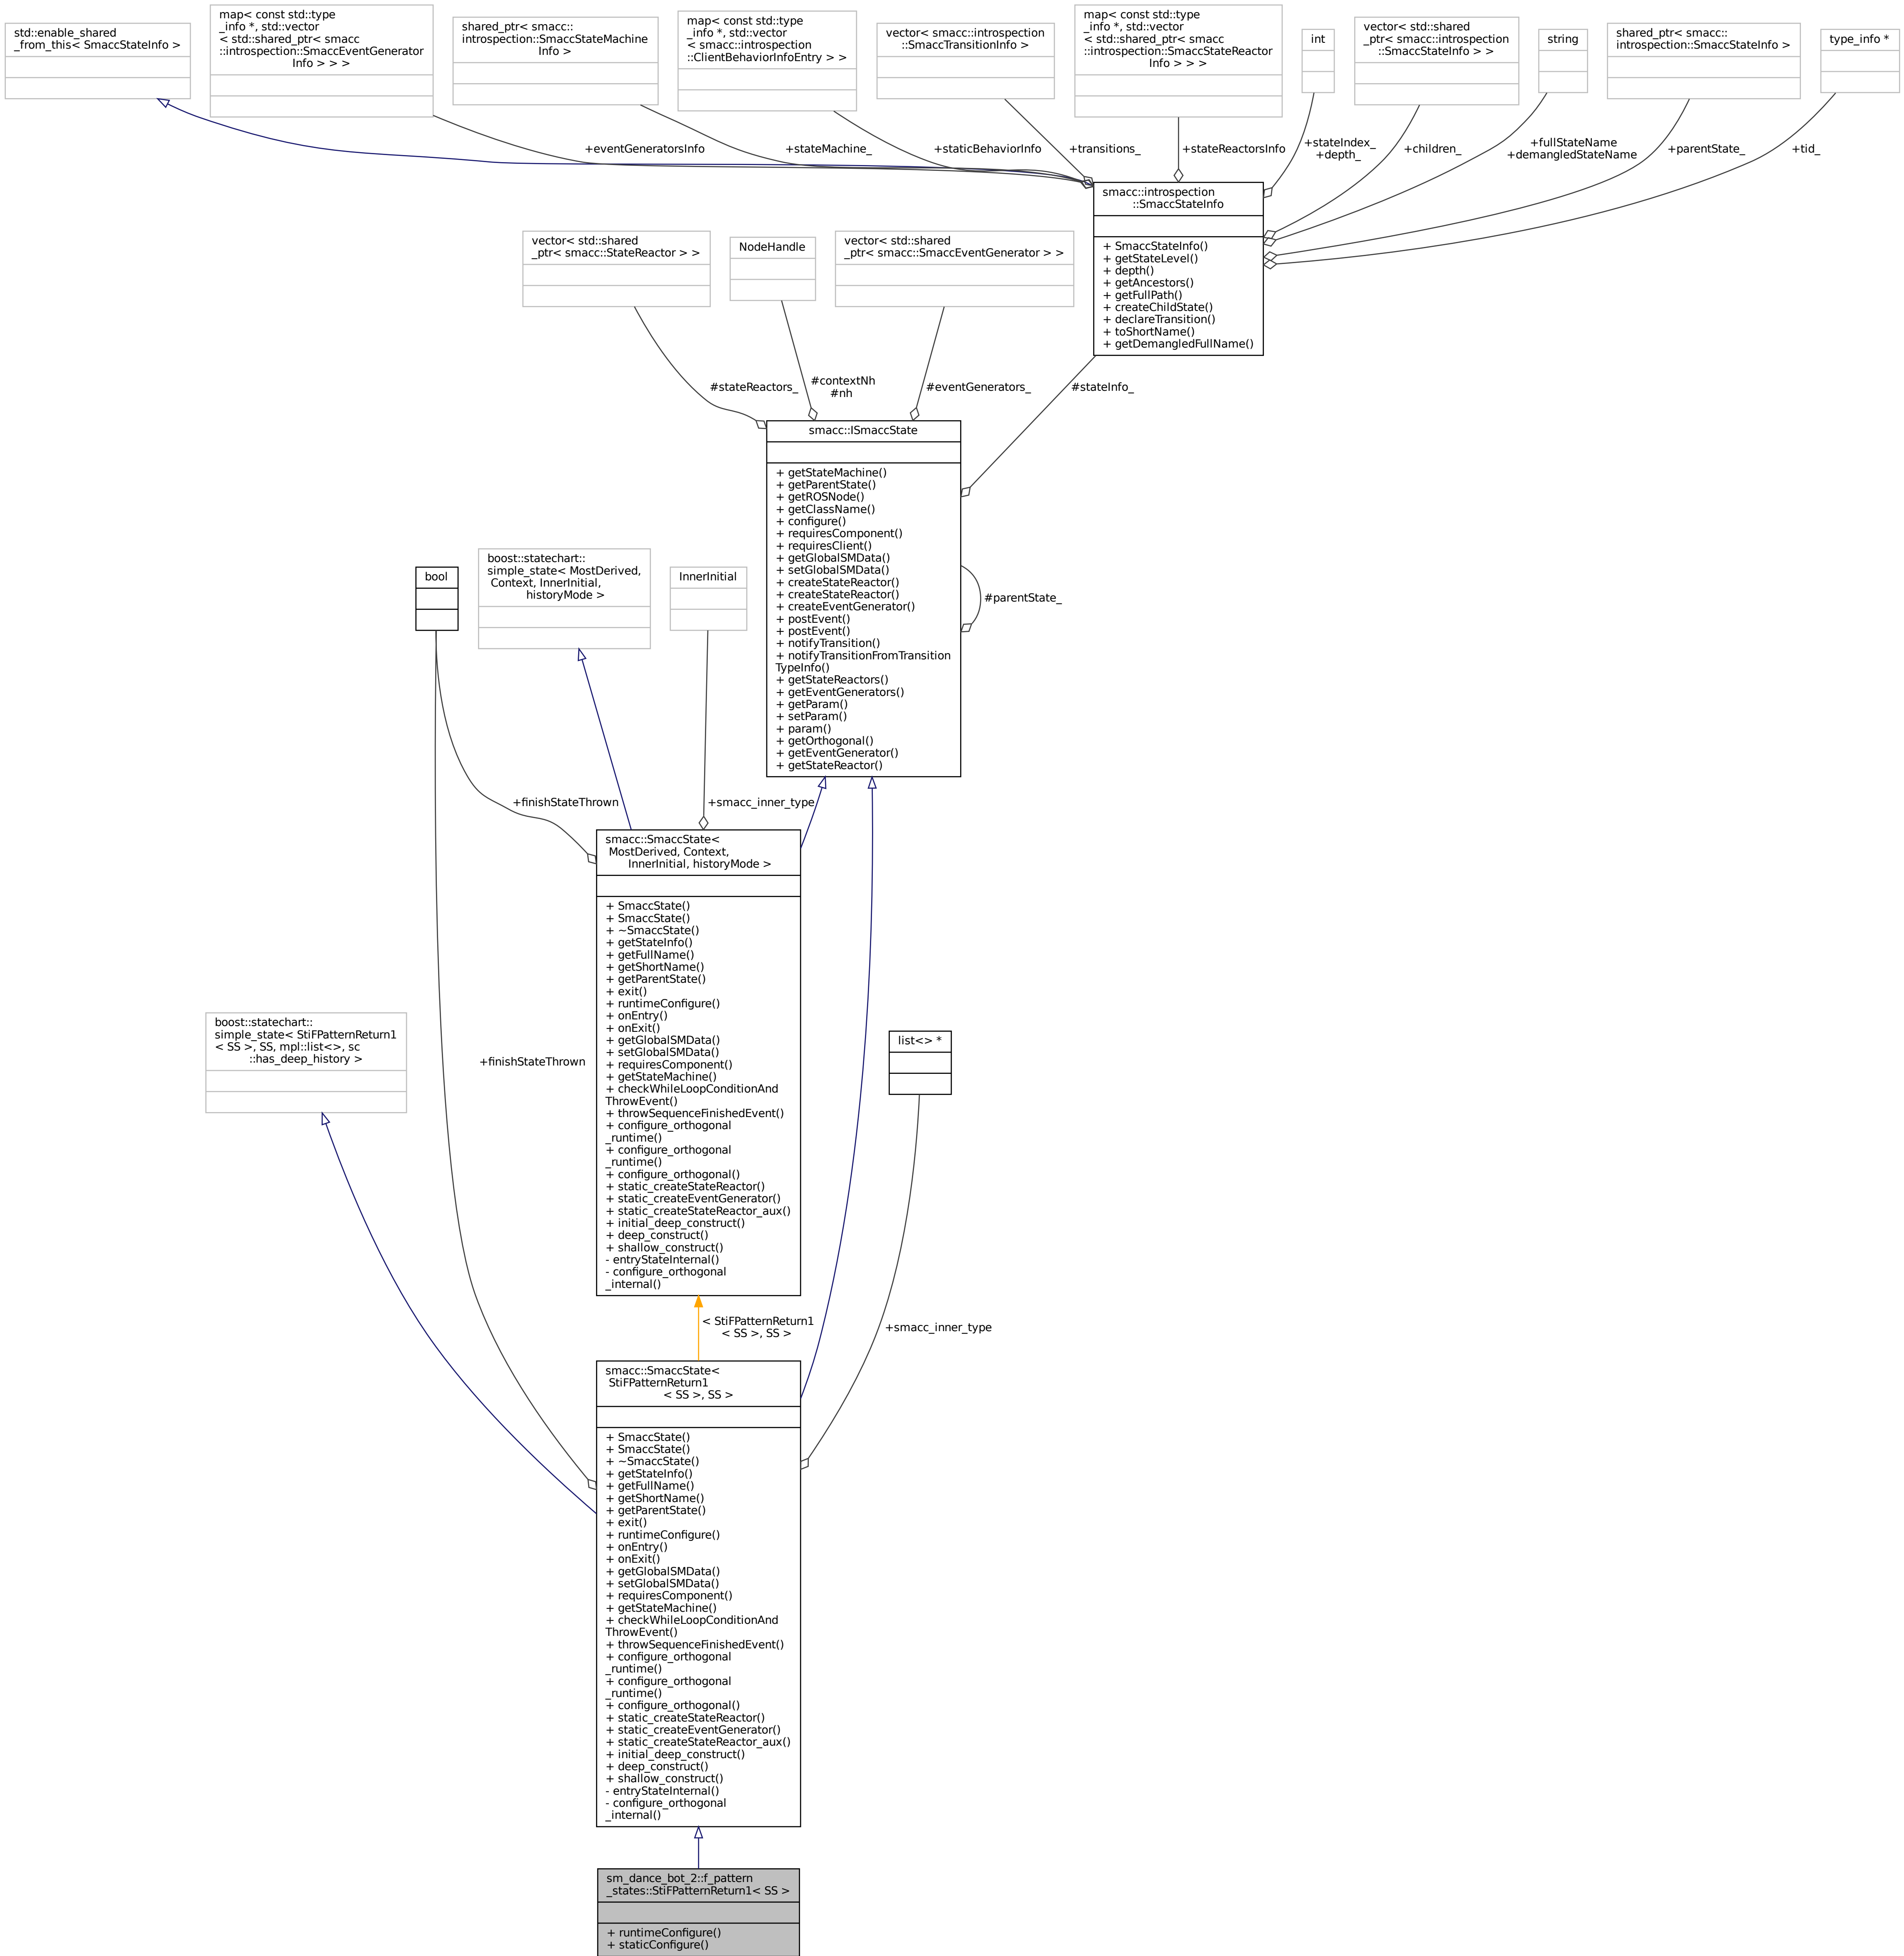 std::enable_shared
_from_this< SmaccStateInfo >
map< const std::type
_info *, std::vector
< std::shared_ptr< smacc
::introspection::SmaccEventGenerator
Info > > >
shared_ptr< smacc::
introspection::SmaccStateMachine
Info >
map< const std::type
_info *, std::vector
< smacc::introspection
::ClientBehaviorInfoEntry > >
vector< smacc::introspection
::SmaccTransitionInfo >
map< const std::type
_info *, std::vector
< std::shared_ptr< smacc
::introspection::SmaccStateReactor
Info > > >
int
vector< std::shared
_ptr< smacc::introspection
::SmaccStateInfo > >
string
shared_ptr< smacc::
introspection::SmaccStateInfo >
type_info *
+eventGeneratorsInfo
+stateMachine_
+staticBehaviorInfo
+transitions_
+stateReactorsInfo
+stateIndex_
+depth_
+children_
+fullStateName
+demangledStateName
+parentState_
+tid_
smacc::introspection
::SmaccStateInfo
+ SmaccStateInfo()
+ getStateLevel()
+ depth()
+ getAncestors()
+ getFullPath()
+ createChildState()
+ declareTransition()
+ toShortName()
+ getDemangledFullName()
vector< std::shared
_ptr< smacc::StateReactor > >
NodeHandle
vector< std::shared
_ptr< smacc::SmaccEventGenerator > >
#stateReactors_
#contextNh
#nh
#eventGenerators_
#stateInfo_
smacc::ISmaccState
+ getStateMachine()
+ getParentState()
+ getROSNode()
+ getClassName()
+ configure()
+ requiresComponent()
+ requiresClient()
+ getGlobalSMData()
+ setGlobalSMData()
+ createStateReactor()
+ createStateReactor()
+ createEventGenerator()
+ postEvent()
+ postEvent()
+ notifyTransition()
+ notifyTransitionFromTransition
TypeInfo()
+ getStateReactors()
+ getEventGenerators()
+ getParam()
+ setParam()
+ param()
+ getOrthogonal()
+ getEventGenerator()
+ getStateReactor()
#parentState_
bool
boost::statechart::
simple_state< MostDerived,
Context, InnerInitial,
historyMode >
InnerInitial
+finishStateThrown
+smacc_inner_type
smacc::SmaccState<
MostDerived, Context,
InnerInitial, historyMode >
+ SmaccState()
+ SmaccState()
+ ~SmaccState()
+ getStateInfo()
+ getFullName()
+ getShortName()
+ getParentState()
+ exit()
+ runtimeConfigure()
+ onEntry()
+ onExit()
+ getGlobalSMData()
+ setGlobalSMData()
+ requiresComponent()
+ getStateMachine()
+ checkWhileLoopConditionAnd
ThrowEvent()
+ throwSequenceFinishedEvent()
+ configure_orthogonal
_runtime()
+ configure_orthogonal
_runtime()
+ configure_orthogonal()
+ static_createStateReactor()
+ static_createEventGenerator()
+ static_createStateReactor_aux()
+ initial_deep_construct()
+ deep_construct()
+ shallow_construct()
- entryStateInternal()
- configure_orthogonal
_internal()
boost::statechart::
simple_state< StiFPatternReturn1
< SS >, SS, mpl::list<>, sc
::has_deep_history >
+finishStateThrown
list<> *
< StiFPatternReturn1
< SS >, SS >
+smacc_inner_type
smacc::SmaccState<
StiFPatternReturn1
< SS >, SS >
+ SmaccState()
+ SmaccState()
+ ~SmaccState()
+ getStateInfo()
+ getFullName()
+ getShortName()
+ getParentState()
+ exit()
+ runtimeConfigure()
+ onEntry()
+ onExit()
+ getGlobalSMData()
+ setGlobalSMData()
+ requiresComponent()
+ getStateMachine()
+ checkWhileLoopConditionAnd
ThrowEvent()
+ throwSequenceFinishedEvent()
+ configure_orthogonal
_runtime()
+ configure_orthogonal
_runtime()
+ configure_orthogonal()
+ static_createStateReactor()
+ static_createEventGenerator()
+ static_createStateReactor_aux()
+ initial_deep_construct()
+ deep_construct()
+ shallow_construct()
- entryStateInternal()
- configure_orthogonal
_internal()
sm_dance_bot_2::f_pattern
_states::StiFPatternReturn1< SS >
+ runtimeConfigure()
+ staticConfigure()